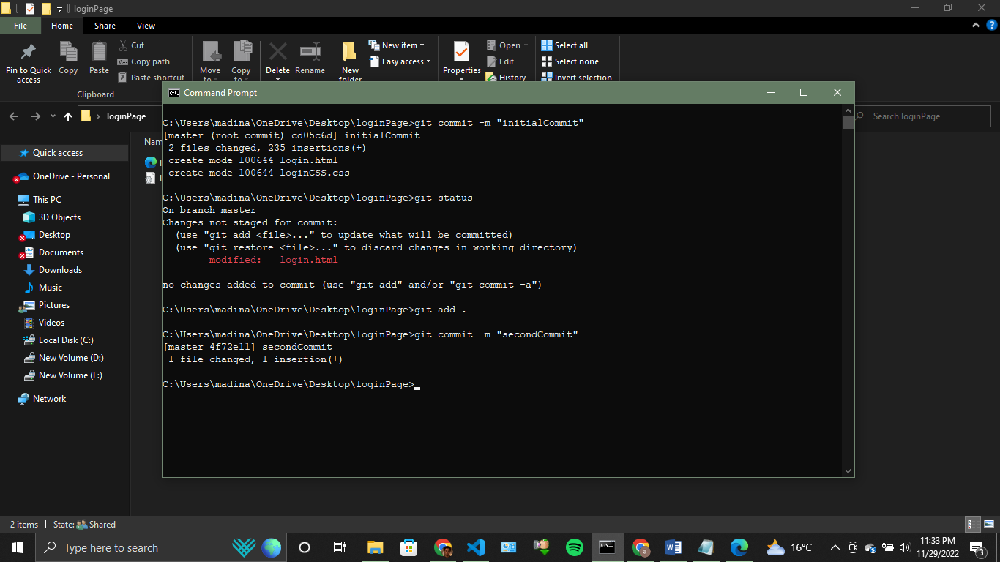 loginPage
File Home Share View
Pin to Quick access
Copy
Paste
Cut
Copy path
Paste shortcut
Clipboard
Move to
Copy to
Delete
Rename
New folder
New item
Easy access
Properties
Open
Edit
History
Select all
Select none
Invert selection
loginPage
Search loginPage
Nam
Quick access
OneDrive - Personal
This PC
3D Objects
Desktop
Documents
Downloads
Music
Pictures
Videos
Local Disk (C:)
New Volume (D:)
New Volume (E:)
Network
Command Prompt
C:\Users\madina\OneDrive\Desktop\loginPage>git commit -m "initialCommit"
[master (root-commit) cd05c6d] initialCommit
2 files changed, 235 insertions(+)
create mode 100644 login.html
create mode 100644 loginCSS.css
C:\Users\madina\OneDrive\Desktop\loginPage>git status
On branch master
Changes not staged for commit:
(use "git add <file>..." to update what will be committed)
(use "git restore <file>..." to discard changes in working directory)
modified: login.html
no changes added to commit (use "git add" and/or "git commit -a")
C:\Users\madina\OneDrive\Desktop\loginPage>git add .
C:\Users\madina\OneDrive\Desktop\loginPage>git commit -m "secondCommit"
[master 4f72e11] secondCommit
1 file changed, 1 insertion(+)
C:\Users\madina\OneDrive\Desktop\loginPage>
2 items State: Shared
Type here to search
16°C
11:33 PM
11/29/2022
3